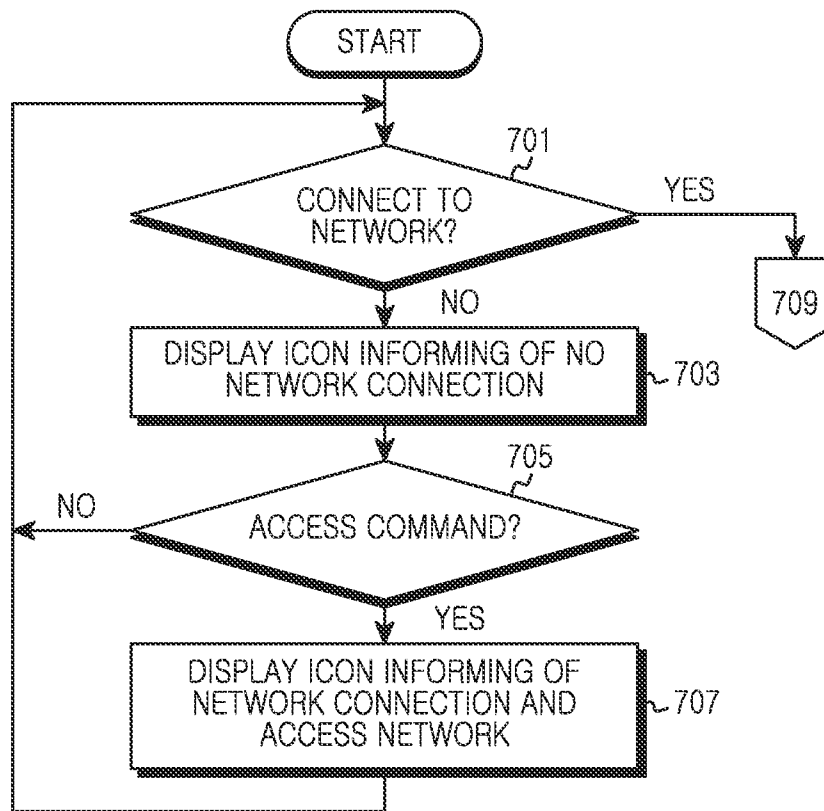 START
701
CONNECT TO
NETWORK?
YES
709
NO
DISPLAY ICON INFORMING OF NO
NETWORK CONNECTION
703
705
NO
ACCESS COMMAND?
YES
DISPLAY ICON INFORMING OF
NETWORK CONNECTION AND
ACCESS NETWORK
707